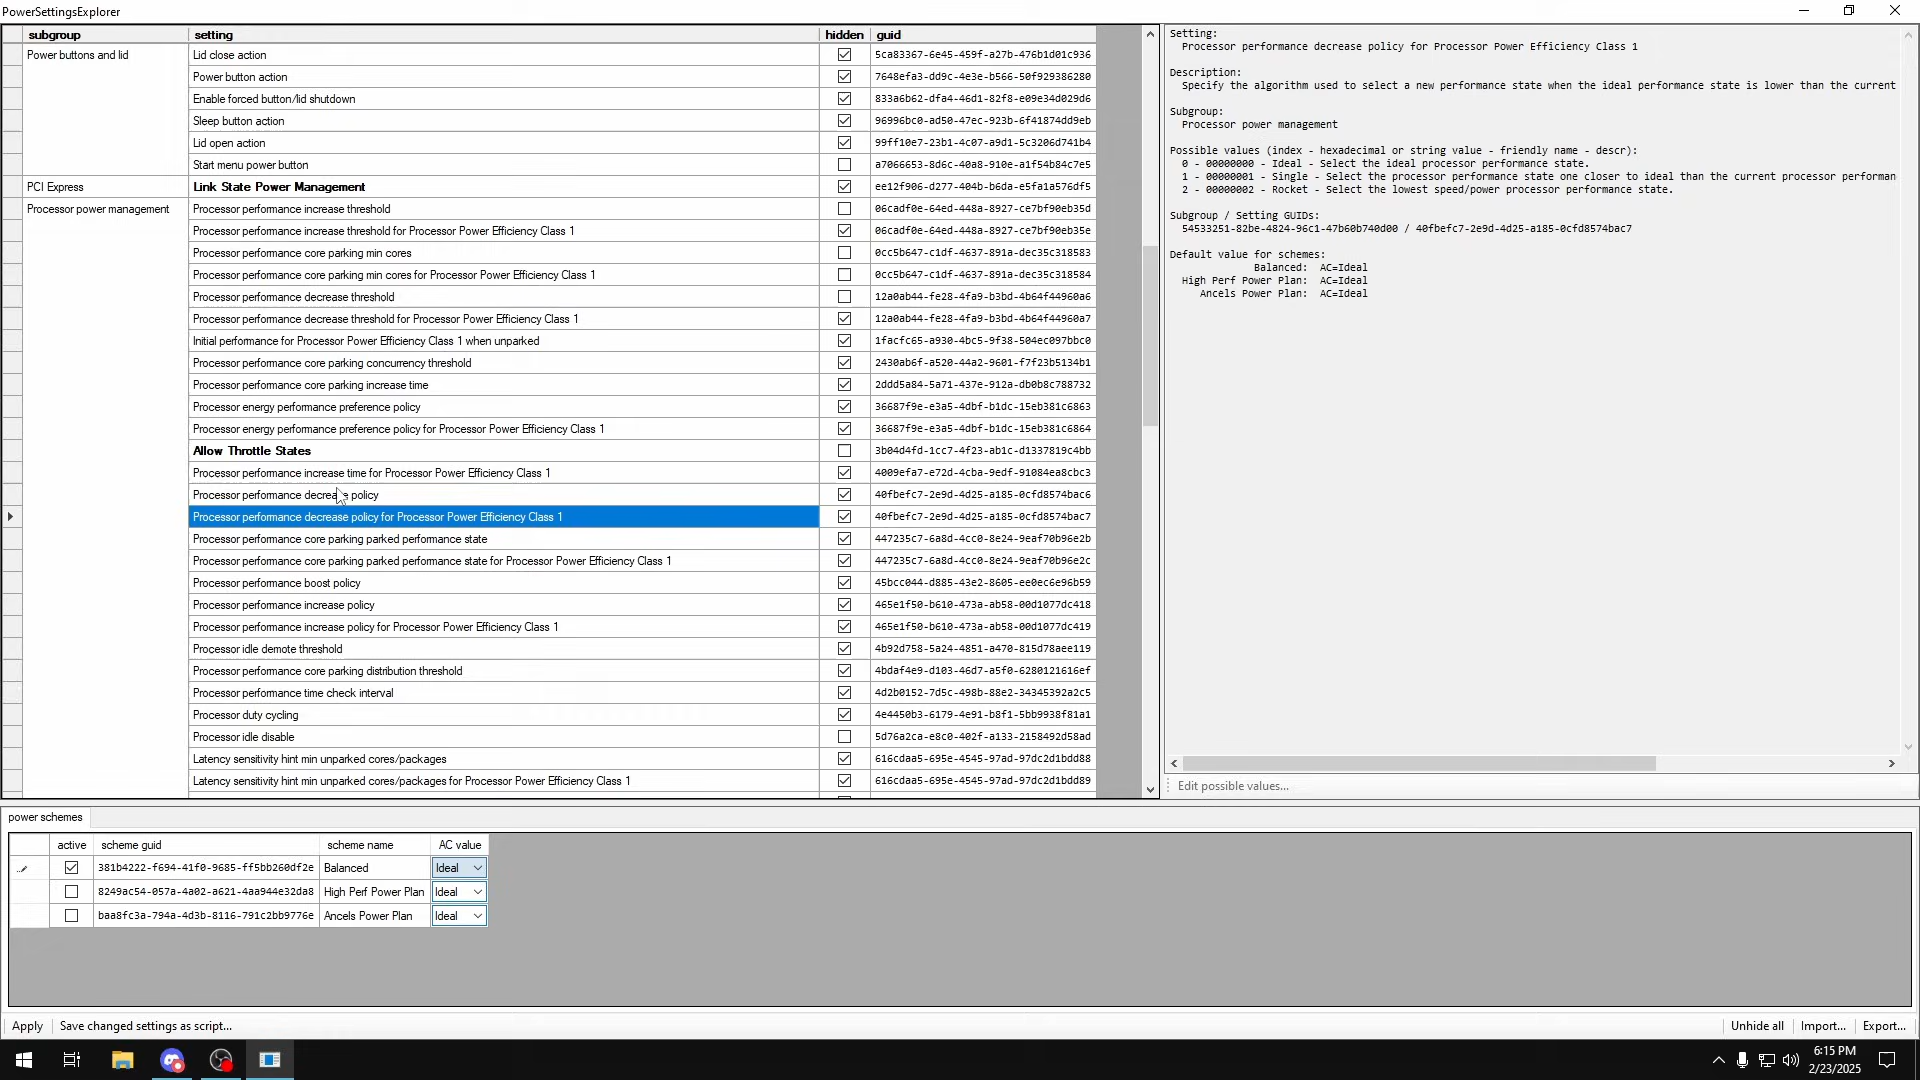 PowerSettingsExplorer
subgroup setting hidden guid
Power buttons and lid Lid close action 5ca83367-6e45-459f-a27b-476b1d01c936
Power button action 7648efa3-dd9c-4e3e-b566-50f929386280
Enable forced button/lid shutdown 833a6b62-dfa4-46d1-82f8-e09e34d029d6
Sleep button action 96996bc0-ad50-47ec-923b-6f41874dd9eb
Lid open action 99ff10e7-23b1-4c07-a9d1-5c3206d741b4
Start menu power button a7066653-8d6c-40a8-910e-a1f54b84c7e5
PCI Express Link State Power Management ee12f906-d277-404b-b6da-e5fa1a576df5
Processor power management Processor performance increase threshold 06cadf0e-64ed-448a-8927-ce7bf90eb35d
Processor performance increase threshold for Processor Power Efficiency Class 1 06cadf0e-64ed-448a-8927-ce7bf90eb35e
Processor performance core parking min cores 0cc5b647-c1df-4637-891a-dec35c318583
Processor performance core parking min cores for Processor Power Efficiency Class 1 0cc5b647-c1df-4637-891a-dec35c318584
Processor performance decrease threshold 12a0ab44-fe28-4fa9-b3bd-4b64f44960a6
Processor performance decrease threshold for Processor Power Efficiency Class 1 12a0ab44-fe28-4fa9-b3bd-4b64f44960a7
Initial performance for Processor Power Efficiency Class 1 when unparked 1facfc65-a930-4bc5-9f38-504ec097bbc0
Processor performance core parking concurrency threshold 2430ab6f-a520-44a2-9601-f7f23b5134b1
Processor performance core parking increase time 2ddd5a84-5a71-437e-912a-db0b8c788732
Processor energy performance preference policy 36687f9e-e3a5-4dbf-b1dc-15eb381c6863
Processor energy performance preference policy for Processor Power Efficiency Class 1 36687f9e-e3a5-4dbf-b1dc-15eb381c6864
Allow Throttle States 3b04d4fd-1cc7-4f23-ab1c-d1337819c4bb
Processor performance increase time for Processor Power Efficiency Class 1 4009efa7-e72d-4cba-9edf-91084ea8cbc3
Processor performance decrease policy 40fbefc7-2e9d-4d25-a185-0cfd8574bac6
Processor performance decrease policy for Processor Power Efficiency Class 1 40fbefc7-2e9d-4d25-a185-0cfd8574bac7
Processor performance core parking parked performance state 447235c7-6a8d-4cc0-8e24-9eaf70b96e2b
Processor performance core parking parked performance state for Processor Power Efficiency Class 1 447235c7-6a8d-4cc0-8e24-9eaf70b96e2c
Processor performance boost policy 45bcc044-d885-43e2-8605-ee0ec6e96b59
Processor performance increase policy 465e1f50-b610-473a-ab58-00d1077dc418
Processor performance increase policy for Processor Power Efficiency Class 1 465e1f50-b610-473a-ab58-00d1077dc419
Processor idle demote threshold 4b92d758-5a24-4851-a470-815d78aee119
Processor performance core parking distribution threshold 4bdaf4e9-d103-46d7-a5f0-6280121616ef
Processor performance time check interval 4d2b0152-7d5c-498b-88e2-34345392a2c5
Processor duty cycling 4e4450b3-6179-4e91-b8f1-5bb9938f81a1
Processor idle disable 5d76a2ca-e8c0-402f-a133-2158492d58ad
Latency sensitivity hint min unparked cores/packages 616cdaa5-695e-4545-97ad-97dc2d1bdd88
Latency sensitivity hint min unparked cores/packages for Processor Power Efficiency Class 1 616cdaa5-695e-4545-97ad-97dc2d1bdd89
Setting:
Processor performance decrease policy for Processor Power Efficiency Class 1
Description:
Specify the algorithm used to select a new performance state when the ideal performance state is lower than the current
Subgroup:
Processor power management
Possible values (index - hexadecimal or string value - friendly name - descr):
0 - 00000000 - Ideal - Select the ideal processor performance state.
1 - 00000001 - Single - Select the processor performance state one closer to ideal than the current processor performan
2 - 00000002 - Rocket - Select the lowest speed/power processor performance state.
Subgroup / Setting GUIDs:
54533251-82be-4824-96c1-47b60b740d00 / 40fbefc7-2e9d-4d25-a185-0cfd8574bac7
Default value for schemes:
Balanced: AC=Ideal
High Perf Power Plan: AC=Ideal
Ancels Power Plan: AC=Ideal
Edit possible values...
power schemes
active scheme guid scheme name AC value
381b4222-f694-41f0-9685-ff5bb260df2e Balanced Ideal
8249ac54-057a-4a02-a621-4aa944e32da8 High Perf Power Plan Ideal
baa8fc3a-794a-4d3b-8116-791c2bb9776e Ancels Power Plan Ideal
Apply Save changed settings as script... Unhide all Import... Export...
6:15 PM
2/23/2025